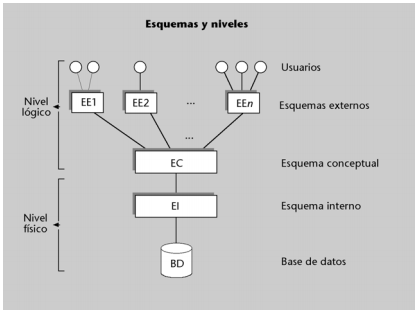 Esquemas y niveles
Usuarios
Nivel
lógico
EE1
EE2
...
EEn
Esquemas externos
...
EC
Esquema conceptual
Nivel
físico
EI
Esquema interno
BD
Base de datos